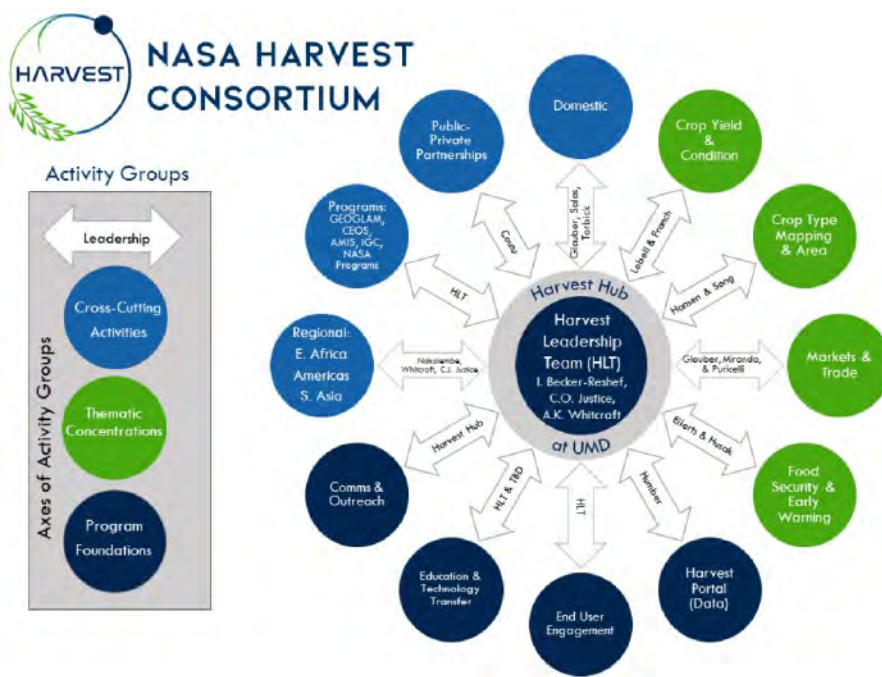 HARVEST
NASA HARVEST
CONSORTIUM
Activity Groups
Leadership
Cross-Cutting
Activities
Thematic
Concentrations
Program
Foundations
Axes of Activity Groups
Domestic
Public-
Private
Partnerships
Programs:
GEOGLAM,
CEOS,
AMIS, IGC,
NASA
Programs
Regional:
E. Africa
Americas
S. Asia
Comms &
Outreach
Education &
Technology
Transfer
End User
Engagement
Harvest
Portal
(Data)
Food
Security &
Early
Warning
Markets &
Trade
Crop Type
Mapping
& Area
Crop Yield
&
Condition
Glauber, Salas,
Torbick
Lobell & Franch
Hansen & Song
Glauber, Miranda,
& Puricelli
Eilerts & Husak
Humber
HLT
HLT & TBD
Harvest Hub
Nakalembe,
Whitcraft, C.J. Justice
HLT
Harvest Hub
Harvest
Leadership
Team (HLT)
I. Becker-Reshef,
C.O. Justice,
A.K. Whitcraft
at UMD